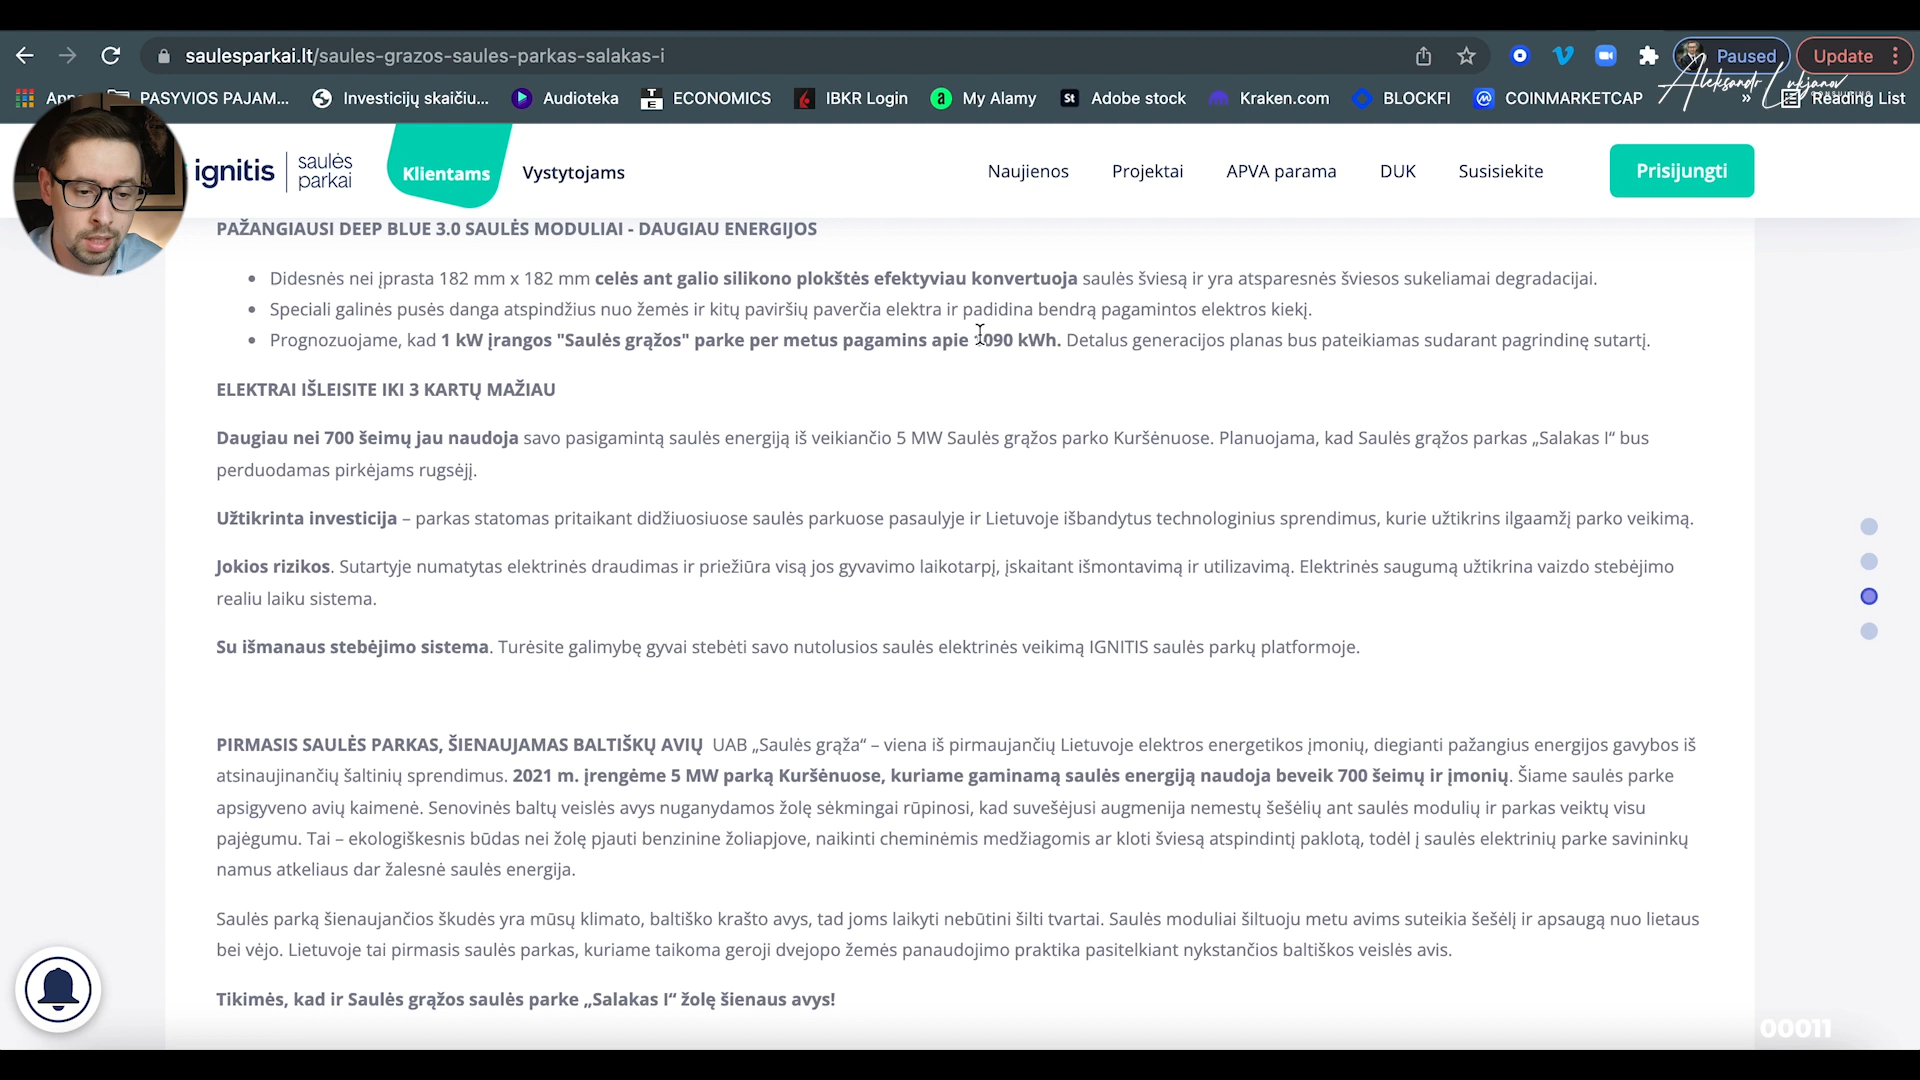 saulesparkai.lt/saules-grazos-saules-parkas-salakas-i
Paused
Update
PASYVIOS PAJAM...
Investicijų skaičiu...
Audioteka
ECONOMICS
IBKR Login
My Alamy
Adobe stock
Kraken.com
BLOCKFI
COINMARKETCAP
»
Reading List
Aleksandr Lukjanov
ignitis
saulės
parkai
Klientams
Vystytojams
Naujienos
Projektai
APVA parama
DUK
Susisiekite
Prisijungti
PAŽANGIAUSI DEEP BLUE 3.0 SAULĖS MODULIAI - DAUGIAU ENERGIJOS
• Didesnės nei įprasta 182 mm x 182 mm celės ant galio silikono plokštės efektyviau konvertuoja saulės šviesą ir yra atsparesnės šviesos sukeliamai degradacijai.
• Speciali galinės pusės danga atspindžius nuo žemės ir kitų paviršių paverčia elektra ir padidina bendrą pagamintos elektros kiekį.
• Prognozuojame, kad 1 kW įrangos "Saulės grąžos" parke per metus pagamins apie 1090 kWh. Detalus generacijos planas bus pateikiamas sudarant pagrindinę sutartį.
ELEKTRAI IŠLEISITE IKI 3 KARTŲ MAŽIAU
Daugiau nei 700 šeimų jau naudoja savo pasigamintą saulės energiją iš veikiančio 5 MW Saulės grąžos parko Kuršėnuose. Planuojama, kad Saulės grąžos parkas „Salakas I“ bus
perduodamas pirkėjams rugsėjį.
Užtikrinta investicija – parkas statomas pritaikant didžiuosiuose saulės parkuose pasaulyje ir Lietuvoje išbandytus technologinius sprendimus, kurie užtikrins ilgaamžį parko veikimą.
Jokios rizikos. Sutartyje numatytas elektrinės draudimas ir priežiūra visą jos gyvavimo laikotarpį, įskaitant išmontavimą ir utilizavimą. Elektrinės saugumą užtikrina vaizdo stebėjimo
realiu laiku sistema.
Su išmanaus stebėjimo sistema. Turėsite galimybę gyvai stebėti savo nutolusios saulės elektrinės veikimą IGNITIS saulės parkų platformoje.
PIRMASIS SAULĖS PARKAS, ŠIENAUJAMAS BALTIŠKŲ AVIŲ UAB „Saulės grąža“ – viena iš pirmaujančių Lietuvoje elektros energetikos įmonių, diegianti pažangius energijos gavybos iš
atsinaujinančių šaltinių sprendimus. 2021 m. įrengėme 5 MW parką Kuršėnuose, kuriame gaminamą saulės energiją naudoja beveik 700 šeimų ir įmonių. Šiame saulės parke
apsigyveno avių kaimenė. Senovinės baltų veislės avys nuganydamos žolę sėkmingai rūpinosi, kad suvešėjusi augmenija nemestų šešėlių ant saulės modulių ir parkas veiktų visu
pajėgumu. Tai – ekologiškesnis būdas nei žolę pjauti benzinine žoliapjove, naikinti cheminėmis medžiagomis ar kloti šviesą atspindintį paklotą, todėl į saulės elektrinių parke savininkų
namus atkeliaus dar žalesnė saulės energija.
Saulės parką šienaujančios škudės yra mūsų klimato, baltiško krašto avys, tad joms laikyti nebūtini šilti tvartai. Saulės moduliai šiltuoju metu avims suteikia šešėlį ir apsaugą nuo lietaus
bei vėjo. Lietuvoje tai pirmasis saulės parkas, kuriame taikoma geroji dvejopo žemės panaudojimo praktika pasitelkiant nykstančios baltiškos veislės avis.
Tikimės, kad ir Saulės grąžos saulės parke „Salakas I“ žolę šienaus avys!
00011